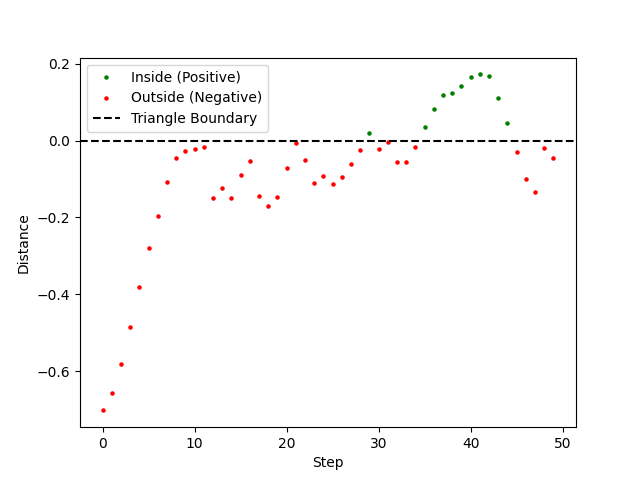 0.2
0.0
−0.2
−0.4
−0.6
Distance
Inside (Positive)
Outside (Negative)
Triangle Boundary
0 10 20 30 40 50
Step